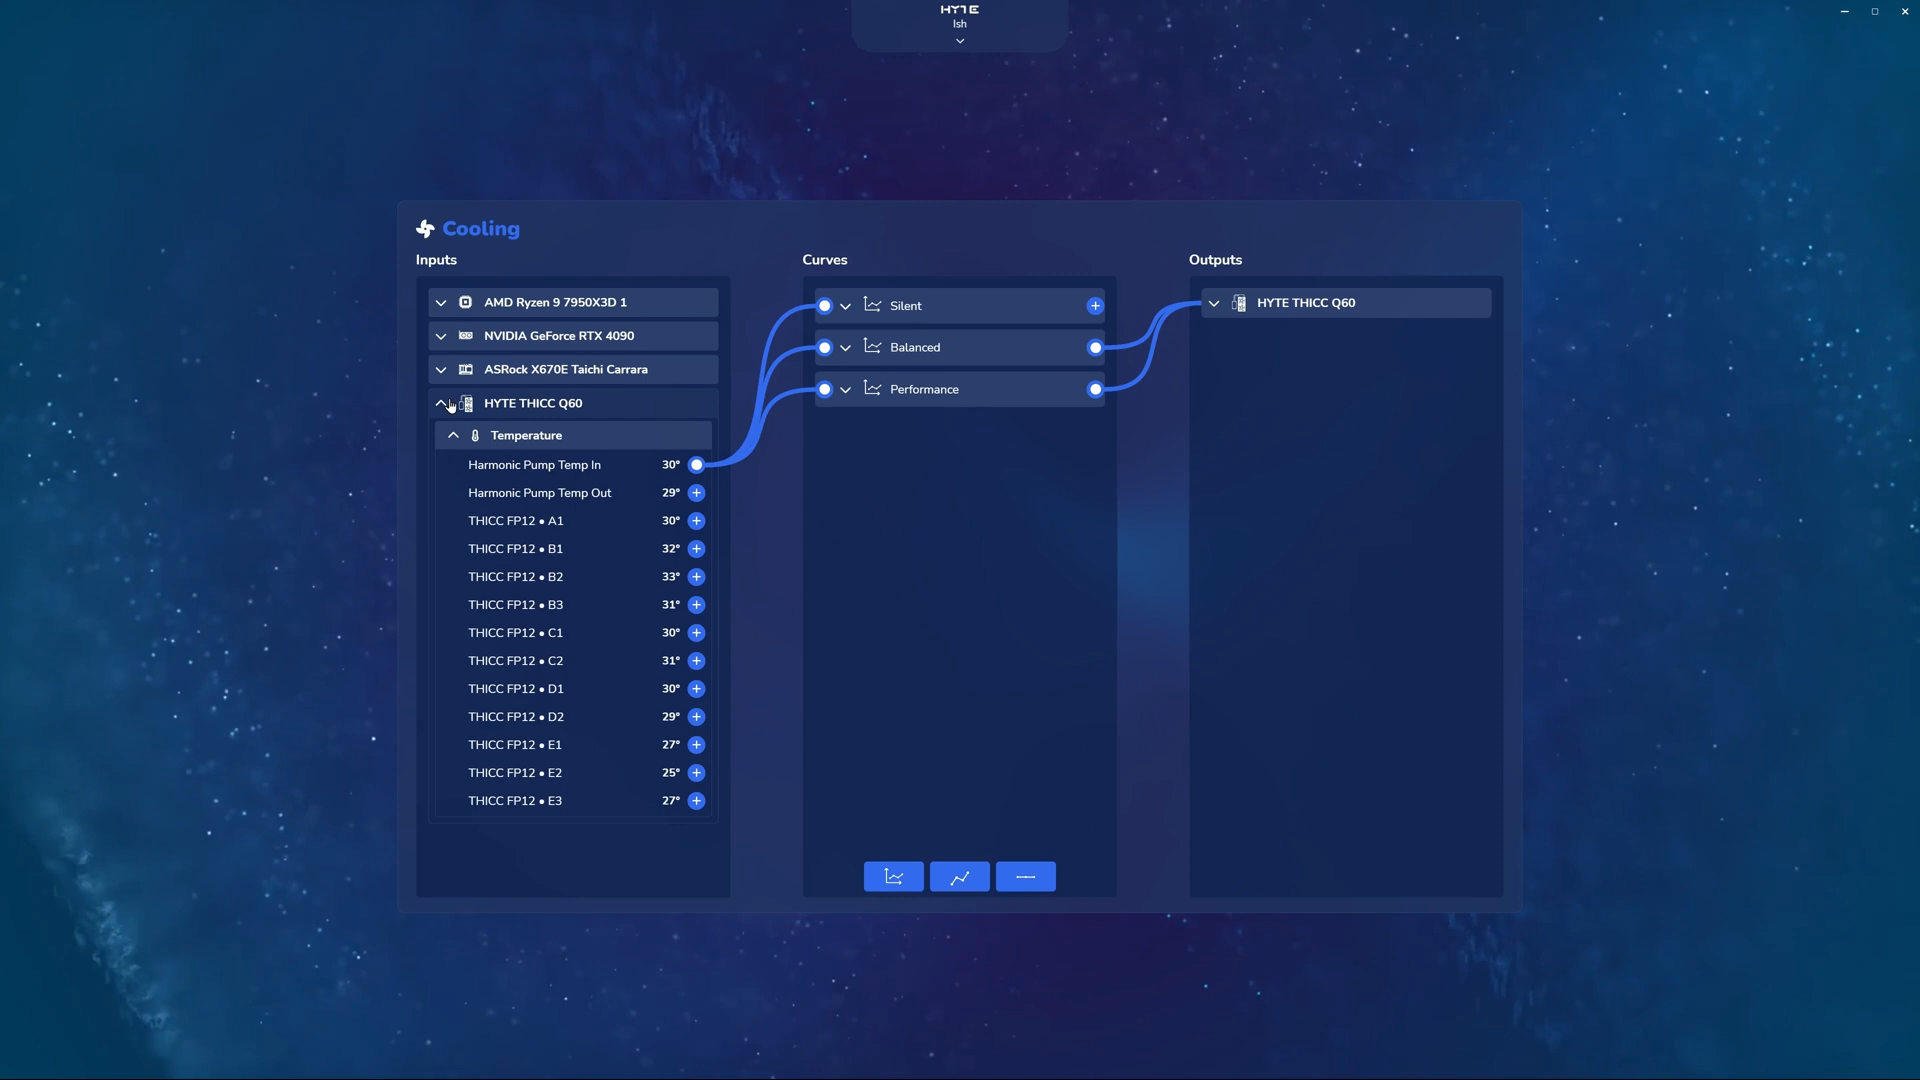 HYTE
Ish
Cooling
Inputs
Curves
Outputs
AMD Ryzen 9 7950X3D 1
NVIDIA GeForce RTX 4090
ASRock X670E Taichi Carrara
HYTE THICC Q60
Temperature
Harmonic Pump Temp In 30°
Harmonic Pump Temp Out 29°
THICC FP12 • A1 30°
THICC FP12 • B1 32°
THICC FP12 • B2 33°
THICC FP12 • B3 31°
THICC FP12 • C1 30°
THICC FP12 • C2 31°
THICC FP12 • D1 30°
THICC FP12 • D2 29°
THICC FP12 • E1 27°
THICC FP12 • E2 25°
THICC FP12 • E3 27°
Silent
Balanced
Performance
HYTE THICC Q60